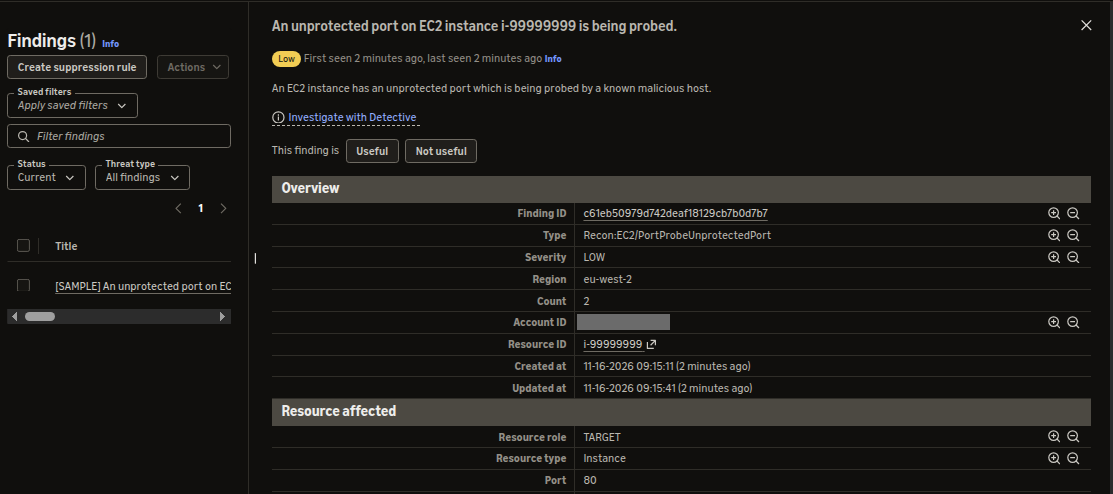 Findings (1) Info
Create suppression rule Actions
Saved filters
Apply saved filters
Filter findings
Status Threat type
Current All findings
1
Title
[SAMPLE] An unprotected port on EC
An unprotected port on EC2 instance i-99999999 is being probed.
Low First seen 2 minutes ago, last seen 2 minutes ago Info
An EC2 instance has an unprotected port which is being probed by a known malicious host.
Investigate with Detective
This finding is Useful Not useful
Overview
Finding ID c61eb50979d742deaf18129cb7b0d7b7
Type Recon:EC2/PortProbeUnprotectedPort
Severity LOW
Region eu-west-2
Count 2
Account ID
Resource ID i-99999999
Created at 11-16-2026 09:15:11 (2 minutes ago)
Updated at 11-16-2026 09:15:41 (2 minutes ago)
Resource affected
Resource role TARGET
Resource type Instance
Port 80